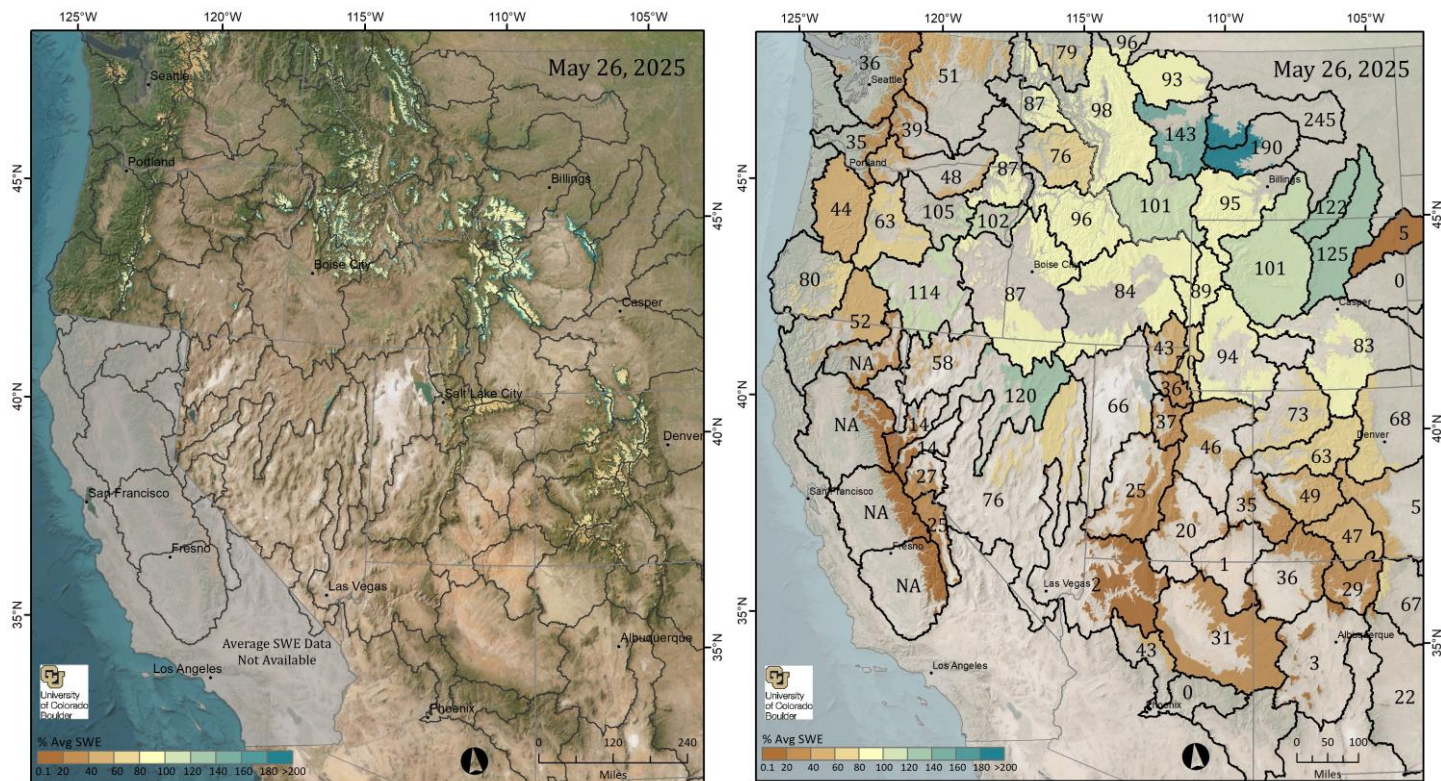 125°W 120°W 115°W 110°W 105°W
May 26, 2025
Seattle
Portland
45°N
Billings
45°N
Boise City
Casper
40°N
Salt Lake City
40°N
Denver
San Francisco
Fresno
Las Vegas
35°N
Average SWE Data
Not Available
Albuquerque
35°N
Los Angeles
CU
University
of Colorado
Boulder
Phoenix
% Avg SWE
0.1 20 40 60 80 100 120 140 160 180 >200
0 120 240
Miles
125°W 120°W 115°W 110°W 105°W
96
79
May 26, 2025
36
Seattle
51
93
87
98
245
39
143
190
35
Portland
76
45°N
48
87
Billings
45°N
44
63
105
102
96
101
95
122
5
125
Boise City
101
80
114
87
84
89
0
Casper
52
83
NA
58
43
94
40°N
120
66
36
NA
14
37
73
68
40°N
14
46
Denver
27
63
San Francisco
NA
76
25
35
49
5
25
20
47
Fresno
1
36
29
NA
Las Vegas
2
67
35°N
31
Albuquerque
35°N
43
3
Los Angeles
0
22
Phoenix
CU
University
of Colorado
Boulder
% Avg SWE
0.1 20 40 60 80 100 120 140 160 180 >200
0 50 100
Miles